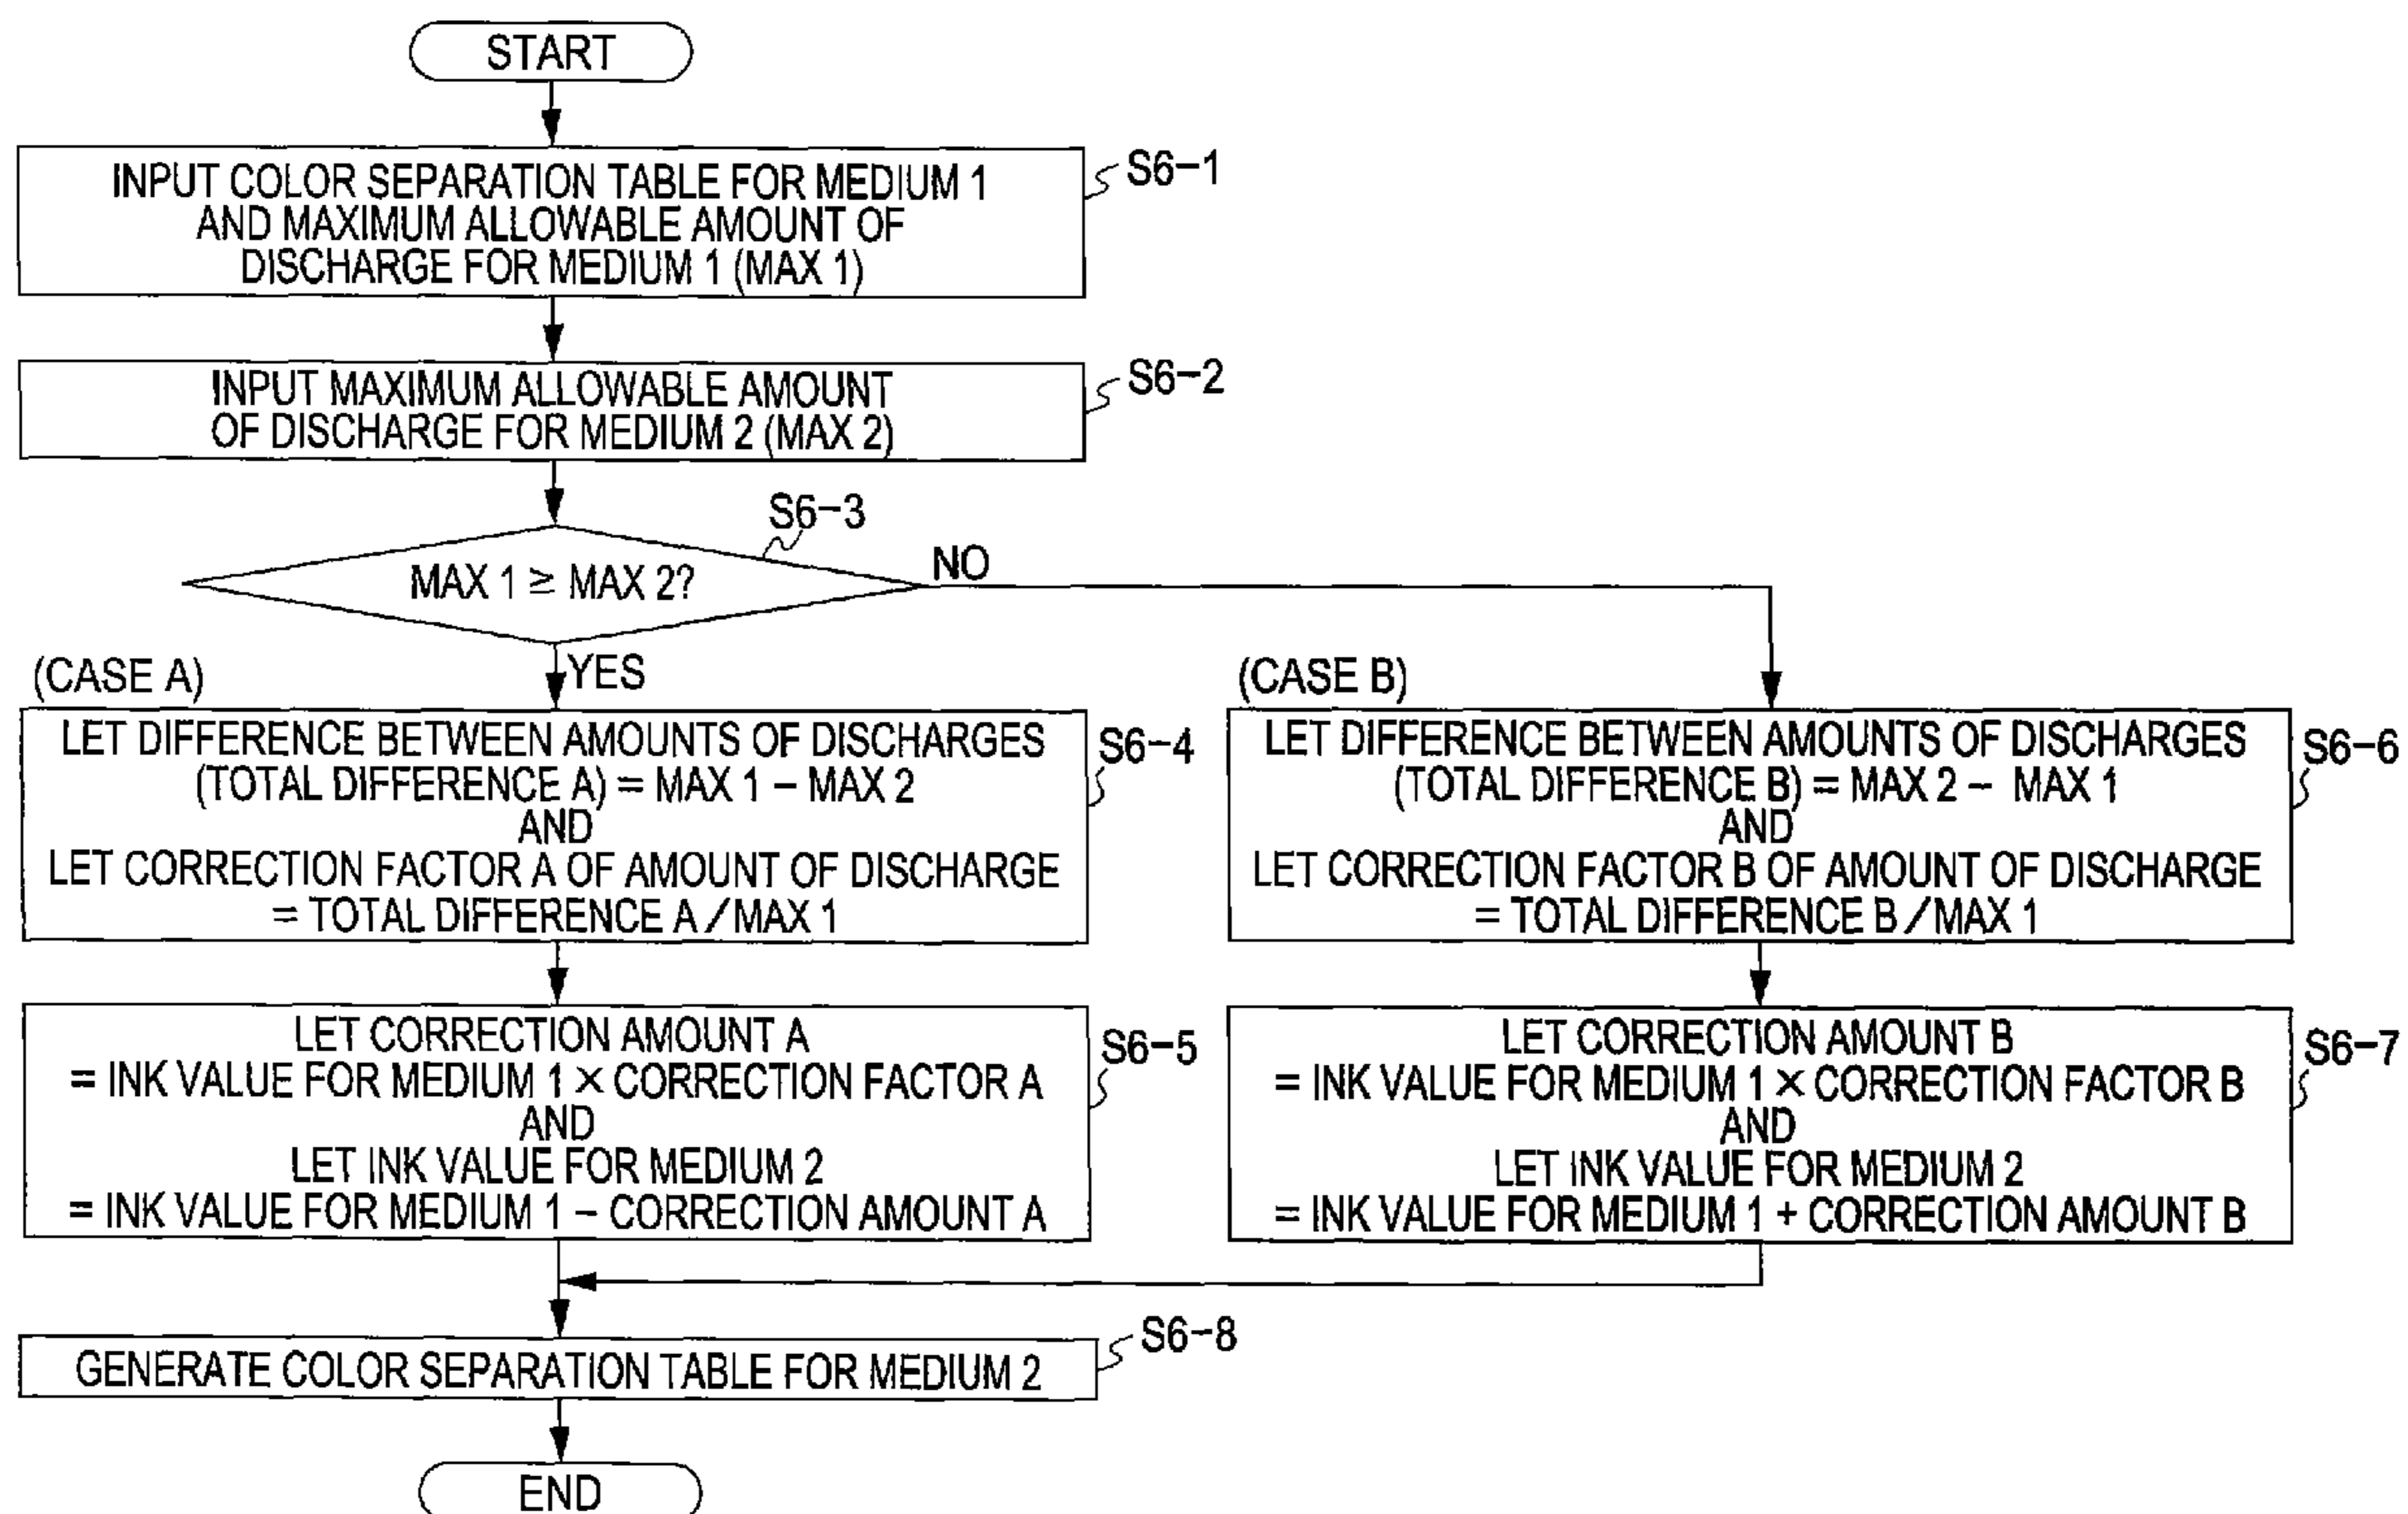 START
INPUT COLOR SEPARATION TABLE FOR MEDIUM 1
AND MAXIMUM ALLOWABLE AMOUNT OF
DISCHARGE FOR MEDIUM 1 (MAX 1)
S6-1
INPUT MAXIMUM ALLOWABLE AMOUNT
OF DISCHARGE FOR MEDIUM 2 (MAX 2)
S6-2
S6-3
MAX 1 ≥ MAX 2?
NO
YES
(CASE A)
LET DIFFERENCE BETWEEN AMOUNTS OF DISCHARGES
(TOTAL DIFFERENCE A) = MAX 1 – MAX 2
AND
LET CORRECTION FACTOR A OF AMOUNT OF DISCHARGE
= TOTAL DIFFERENCE A/MAX 1
S6-4
(CASE B)
LET DIFFERENCE BETWEEN AMOUNTS OF DISCHARGES
(TOTAL DIFFERENCE B) = MAX 2 – MAX 1
AND
LET CORRECTION FACTOR B OF AMOUNT OF DISCHARGE
= TOTAL DIFFERENCE B/MAX 1
S6-6
LET CORRECTION AMOUNT A
= INK VALUE FOR MEDIUM 1 × CORRECTION FACTOR A
AND
LET INK VALUE FOR MEDIUM 2
= INK VALUE FOR MEDIUM 1 – CORRECTION AMOUNT A
S6-5
LET CORRECTION AMOUNT B
= INK VALUE FOR MEDIUM 1 × CORRECTION FACTOR B
AND
LET INK VALUE FOR MEDIUM 2
= INK VALUE FOR MEDIUM 1 + CORRECTION AMOUNT B
S6-7
GENERATE COLOR SEPARATION TABLE FOR MEDIUM 2
S6-8
END